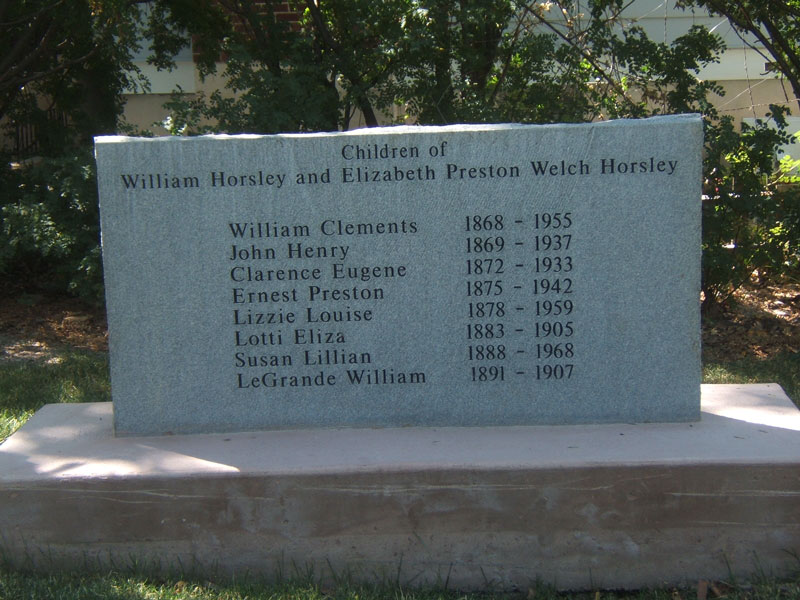 Children of
William Horsley and Elizabeth Preston Welch Horsley
William Clements 1868 - 1955
John Henry 1869 - 1937
Clarence Eugene 1872 - 1933
Ernest Preston 1875 - 1942
Lizzie Louise 1878 - 1959
Lotti Eliza 1883 - 1905
Susan Lillian 1888 - 1968
LeGrande William 1891 - 1907